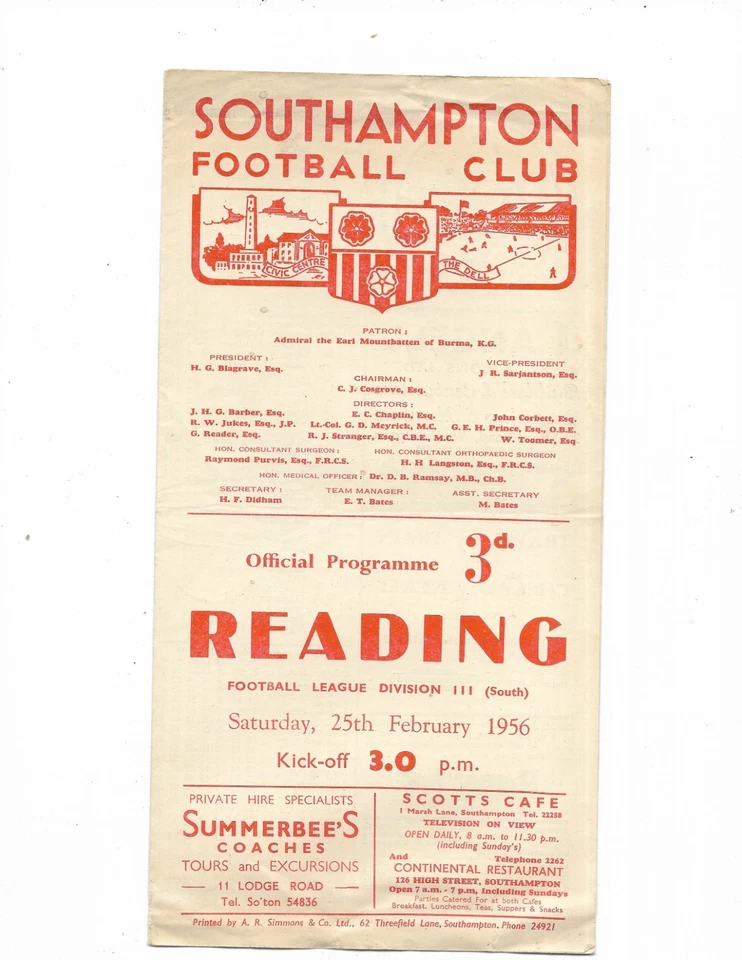 SOUTHAMPTON
FOOTBALL CLUB
CIVIC CENTRE
THE DELL
PATRON :
Admiral the Earl Mountbatten of Burma, K.G.
PRESIDENT :
H. G. Blagrave, Esq.
VICE-PRESIDENT
J R. Sarjantson, Esq.
CHAIRMAN :
C. J. Cosgrove, Esq.
DIRECTORS :
J. H. G. Barber, Esq. E. C. Chaplin, Esq. John Corbett, Esq.
R. W. Jukes, Esq., J.P. Lt.-Col. G. D. Meyrick, M.C. G. E. H. Prince, Esq., O.B.E.
G. Reader, Esq. R. J. Stranger, Esq., C.B.E., M.C. W. Toomer, Esq
HON. CONSULTANT SURGEON : HON. CONSULTANT ORTHOPAEDIC SURGEON
Raymond Purvis, Esq., F.R.C.S. H. H Langston, Esq., F.R.C.S.
HON. MEDICAL OFFICER : Dr. D. B. Ramsay, M.B., Ch.B.
SECRETARY : TEAM MANAGER : ASST. SECRETARY
H. F. Didham E. T. Bates M. Bates
Official Programme 3d.
READING
FOOTBALL LEAGUE DIVISION III (South)
Saturday, 25th February 1956
Kick-off 3.0 p.m.
PRIVATE HIRE SPECIALISTS
SUMMERBEE'S
COACHES
TOURS and EXCURSIONS
— 11 LODGE ROAD —
Tel. So'ton 54836
SCOTTS CAFE
1 Marsh Lane, Southampton Tel. 22258
TELEVISION ON VIEW
OPEN DAILY, 8 a.m. to 11.30 p.m.
(including Sunday's)
And Telephone 2262
CONTINENTAL RESTAURANT
126 HIGH STREET, SOUTHAMPTON
Open 7 a.m. - 7 p.m, Including Sundays
Parties Catered For at both Cafes
Breakfast, Luncheons, Teas, Suppers & Snacks
Printed by A. R. Simmons & Co. Ltd., 62 Threefield Lane, Southampton. Phone 24921